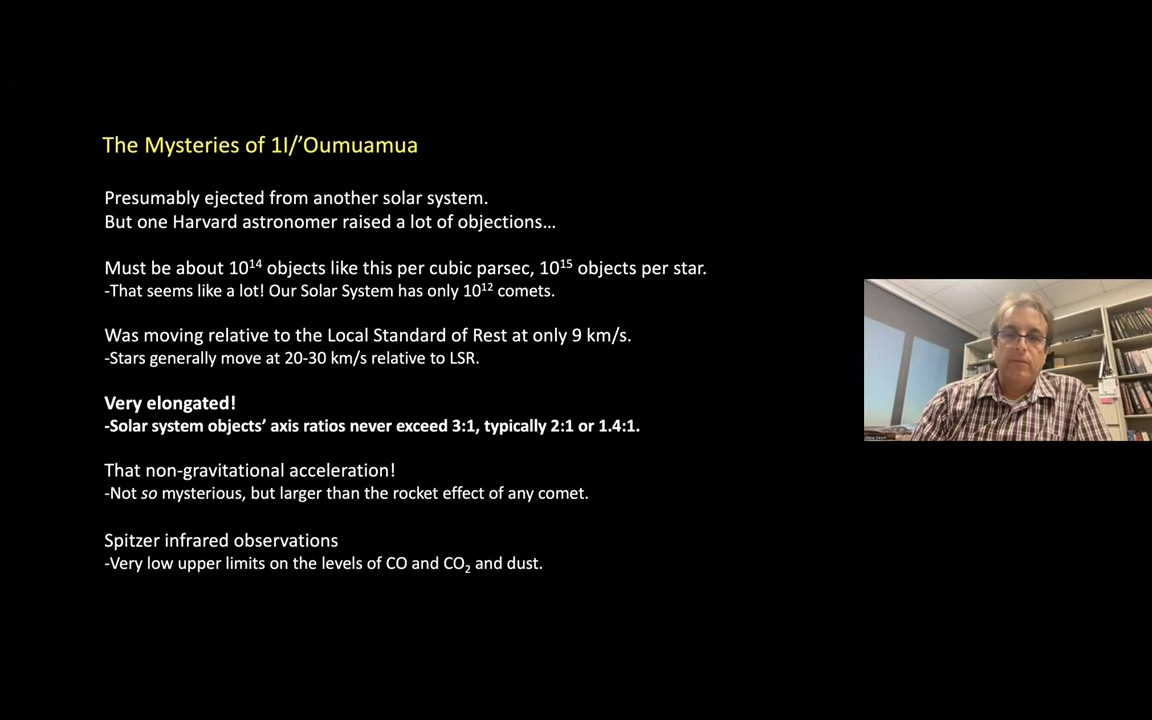 The Mysteries of 1I/’Oumuamua
Presumably ejected from another solar system.
But one Harvard astronomer raised a lot of objections…
Must be about 10¹⁴ objects like this per cubic parsec, 10¹⁵ objects per star.
-That seems like a lot! Our Solar System has only 10¹² comets.
Was moving relative to the Local Standard of Rest at only 9 km/s.
-Stars generally move at 20-30 km/s relative to LSR.
Very elongated!
-Solar system objects’ axis ratios never exceed 3:1, typically 2:1 or 1.4:1.
That non-gravitational acceleration!
-Not so mysterious, but larger than the rocket effect of any comet.
Spitzer infrared observations
-Very low upper limits on the levels of CO and CO₂ and dust.